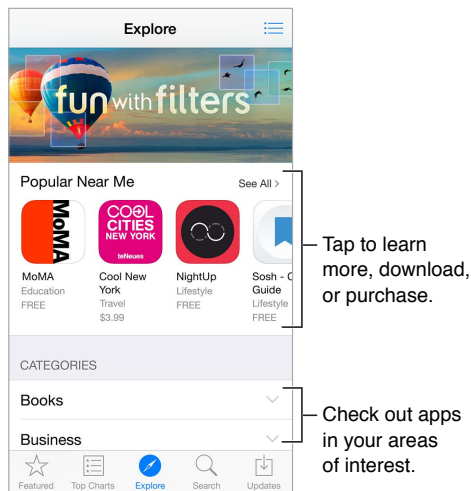 Explore
fun with filters
Popular Near Me
See All >
MoMA
COOL
CITIES
NEW YORK
teNeues
MoMA
Education
FREE
Cool New
York
Travel
$3.99
NightUp
Lifestyle
FREE
Sosh - C
Guide
Lifestyle
FREE
Tap to learn
more, download,
or purchase.
CATEGORIES
Books
Business
Check out apps
in your areas
of interest.
Featured
Top Charts
Explore
Search
Updates